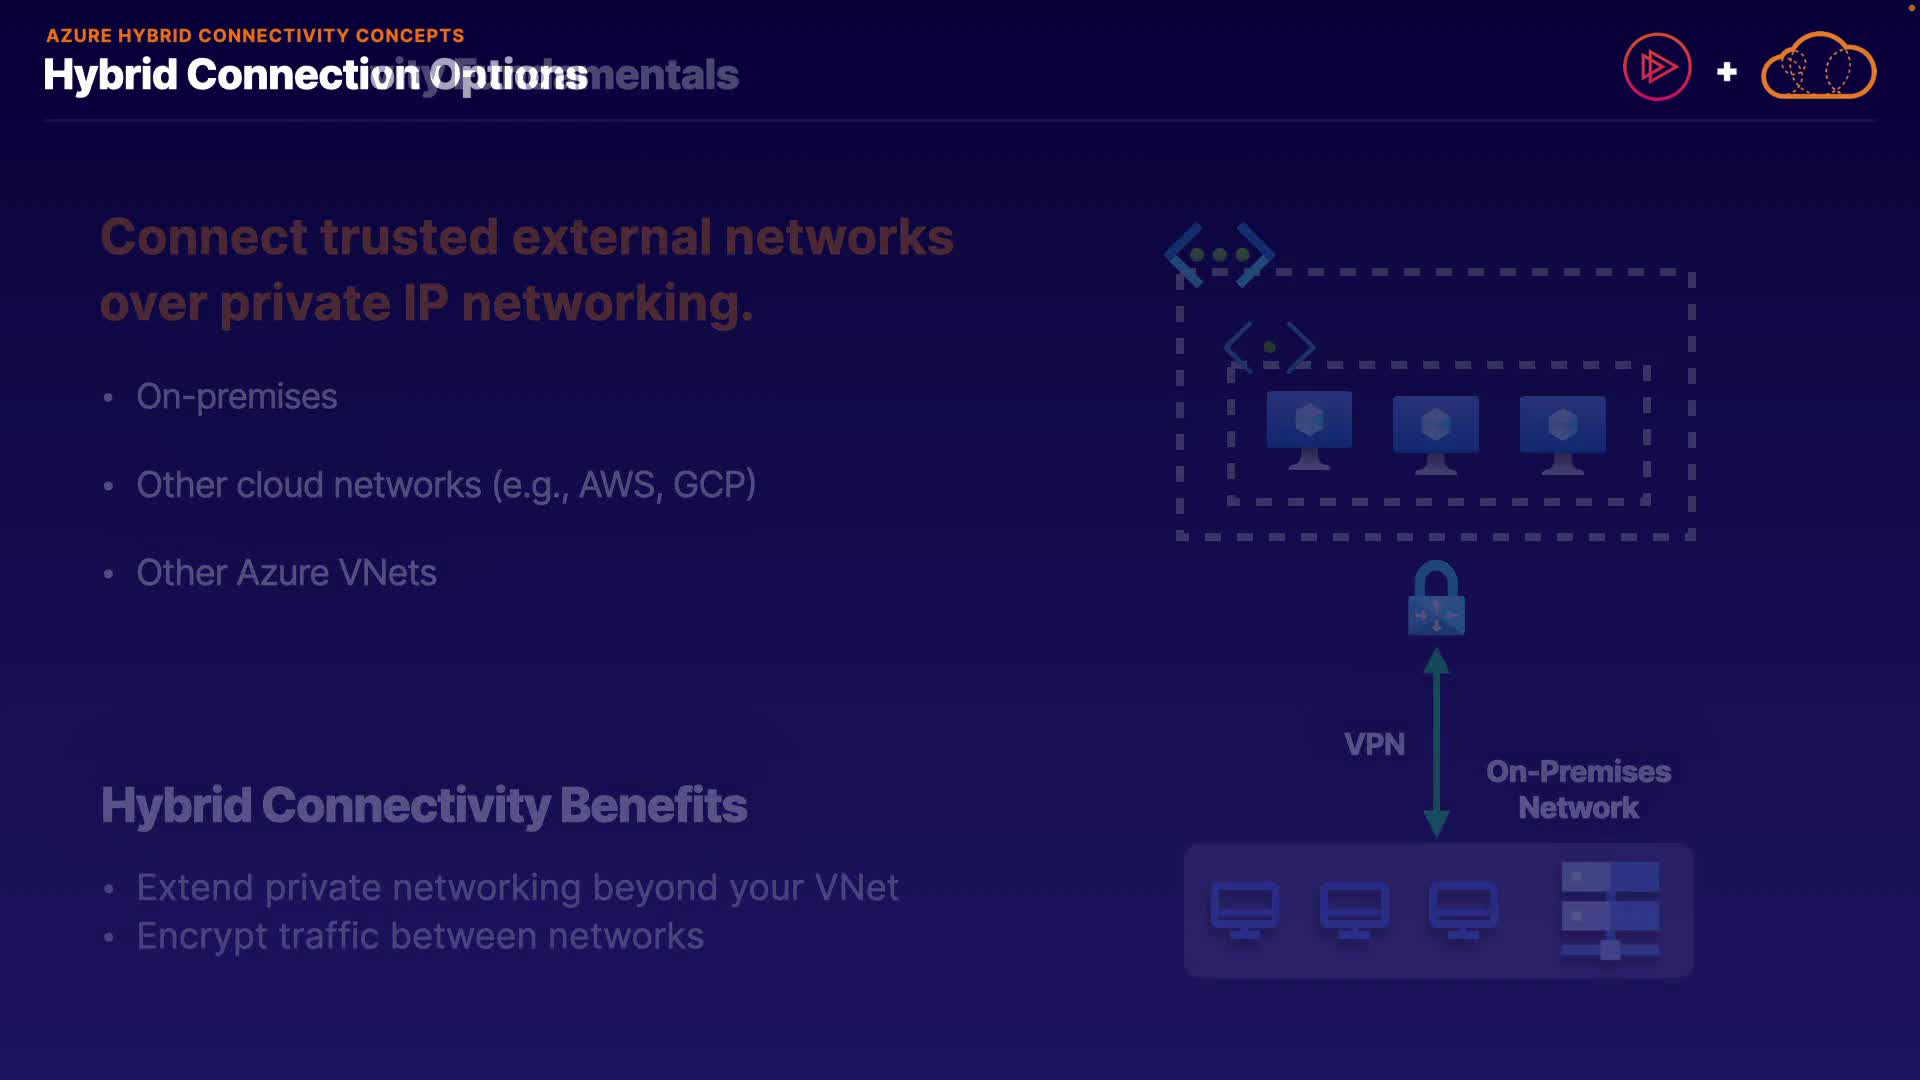 AZURE HYBRID CONNECTIVITY CONCEPTS
Hybrid Connection Options
Connect trusted external networks
over private IP networking.
• On-premises
• Other cloud networks (e.g., AWS, GCP)
• Other Azure VNets
VPN
On-Premises
Network
Hybrid Connectivity Benefits
• Extend private networking beyond your VNet
• Encrypt traffic between networks